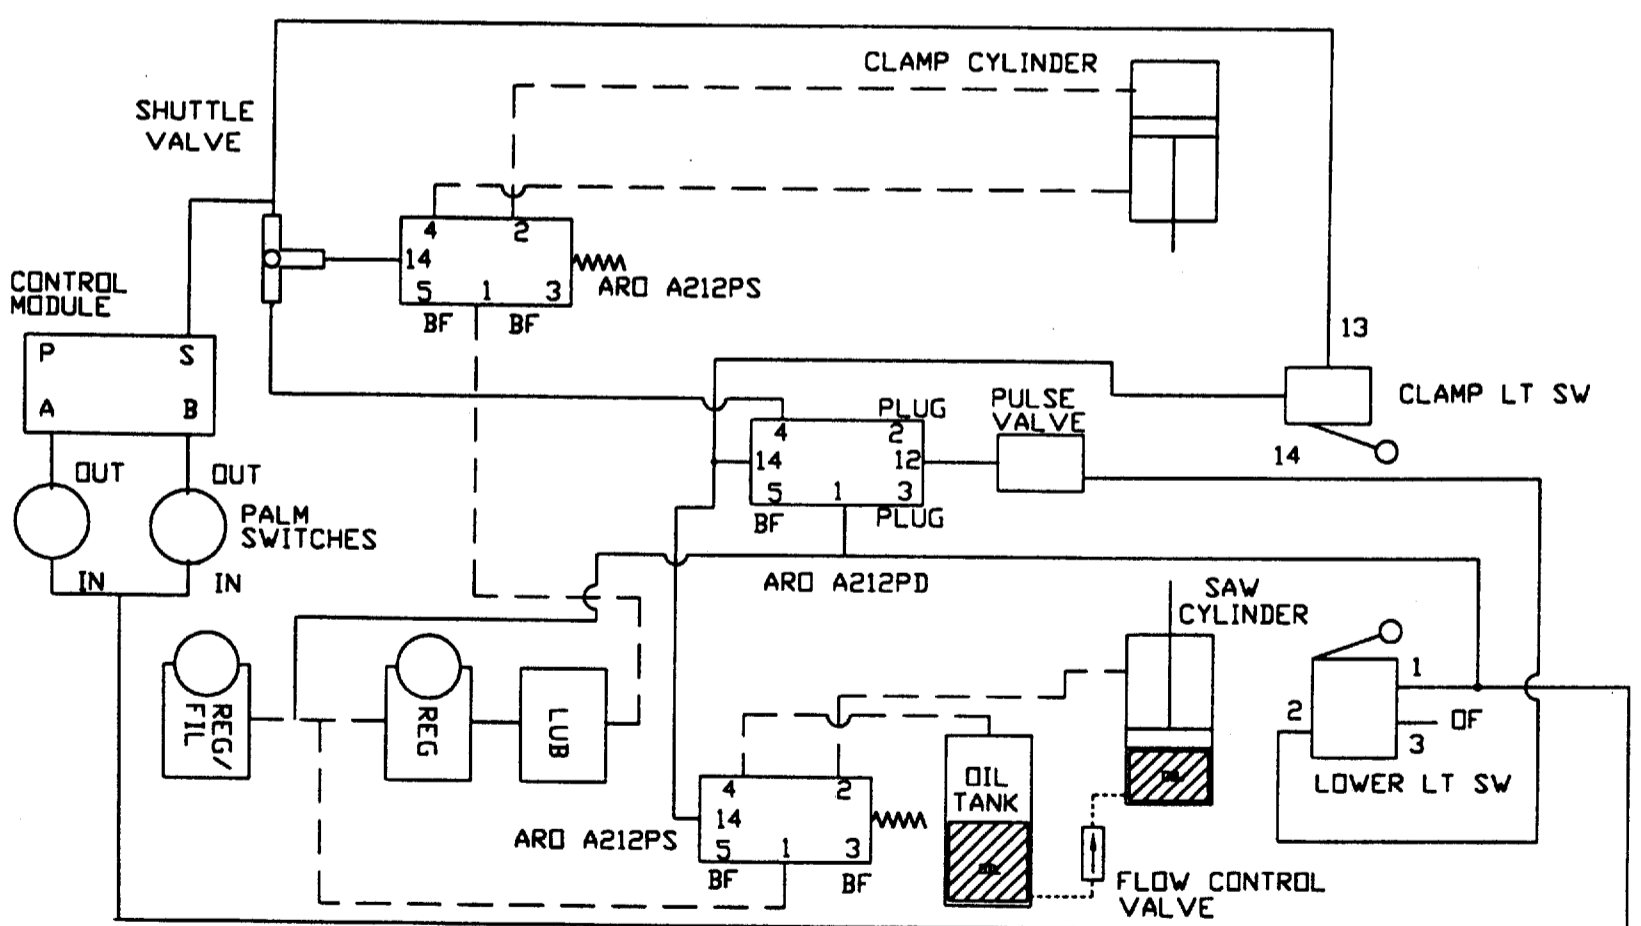 CLAMP CYLINDER
SHUTTLE
VALVE
4
2
14
5 1 3
ARO A212PS
BF BF
CONTROL
MODULE
P S
A B
13
CLAMP LT SW
14
PULSE
VALVE
PLUG
4 2
14 12
5 1 3
BF PLUG
ARO A212PD
OUT OUT
PALM
SWITCHES
IN IN
SAW
CYLINDER
1
2
OF
3
LOWER LT SW
REG/
FIL
REG
LUB
OIL
TANK
4 2
14
5 1 3
ARO A212PS
BF BF
FLOW CONTROL
VALVE